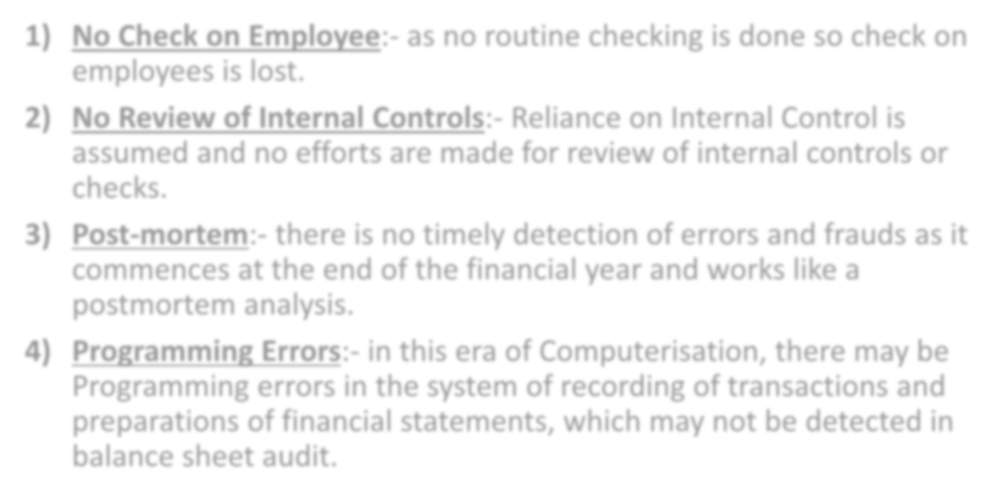 1) No Check on Employee:- as no routine checking is done so check on
employees is lost.
2) No Review of Internal Controls:- Reliance on Internal Control is
assumed and no efforts are made for review of internal controls or
checks.
3) Post-mortem:- there is no timely detection of errors and frauds as it
commences at the end of the financial year and works like a
postmortem analysis.
4) Programming Errors:- in this era of Computerisation, there may be
Programming errors in the system of recording of transactions and
preparations of financial statements, which may not be detected in
balance sheet audit.